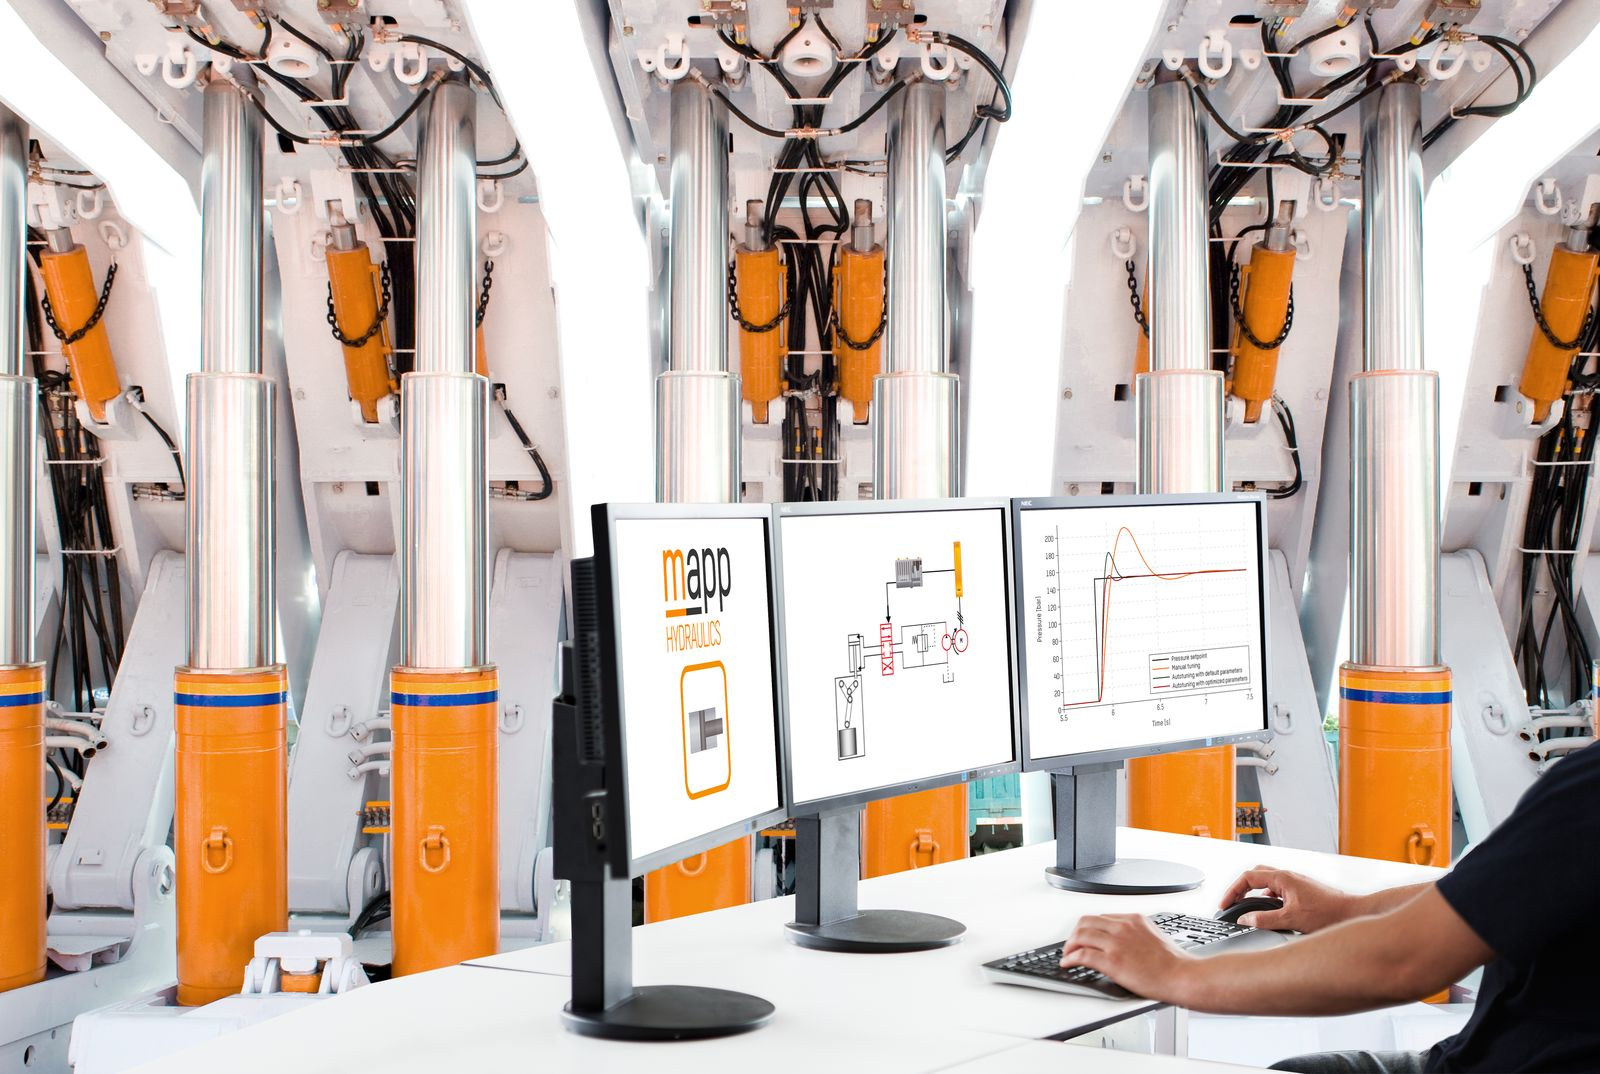 mapp
HYDRAULICS
NEC
NEC
Pressure [bar]
200
180
160
140
120
100
80
60
40
20
0
5.5
6
6.5
7
7.5
Time [s]
Pressure setpoint
Manual tuning
Autotuning with default parameters
Autotuning with optimized parameters